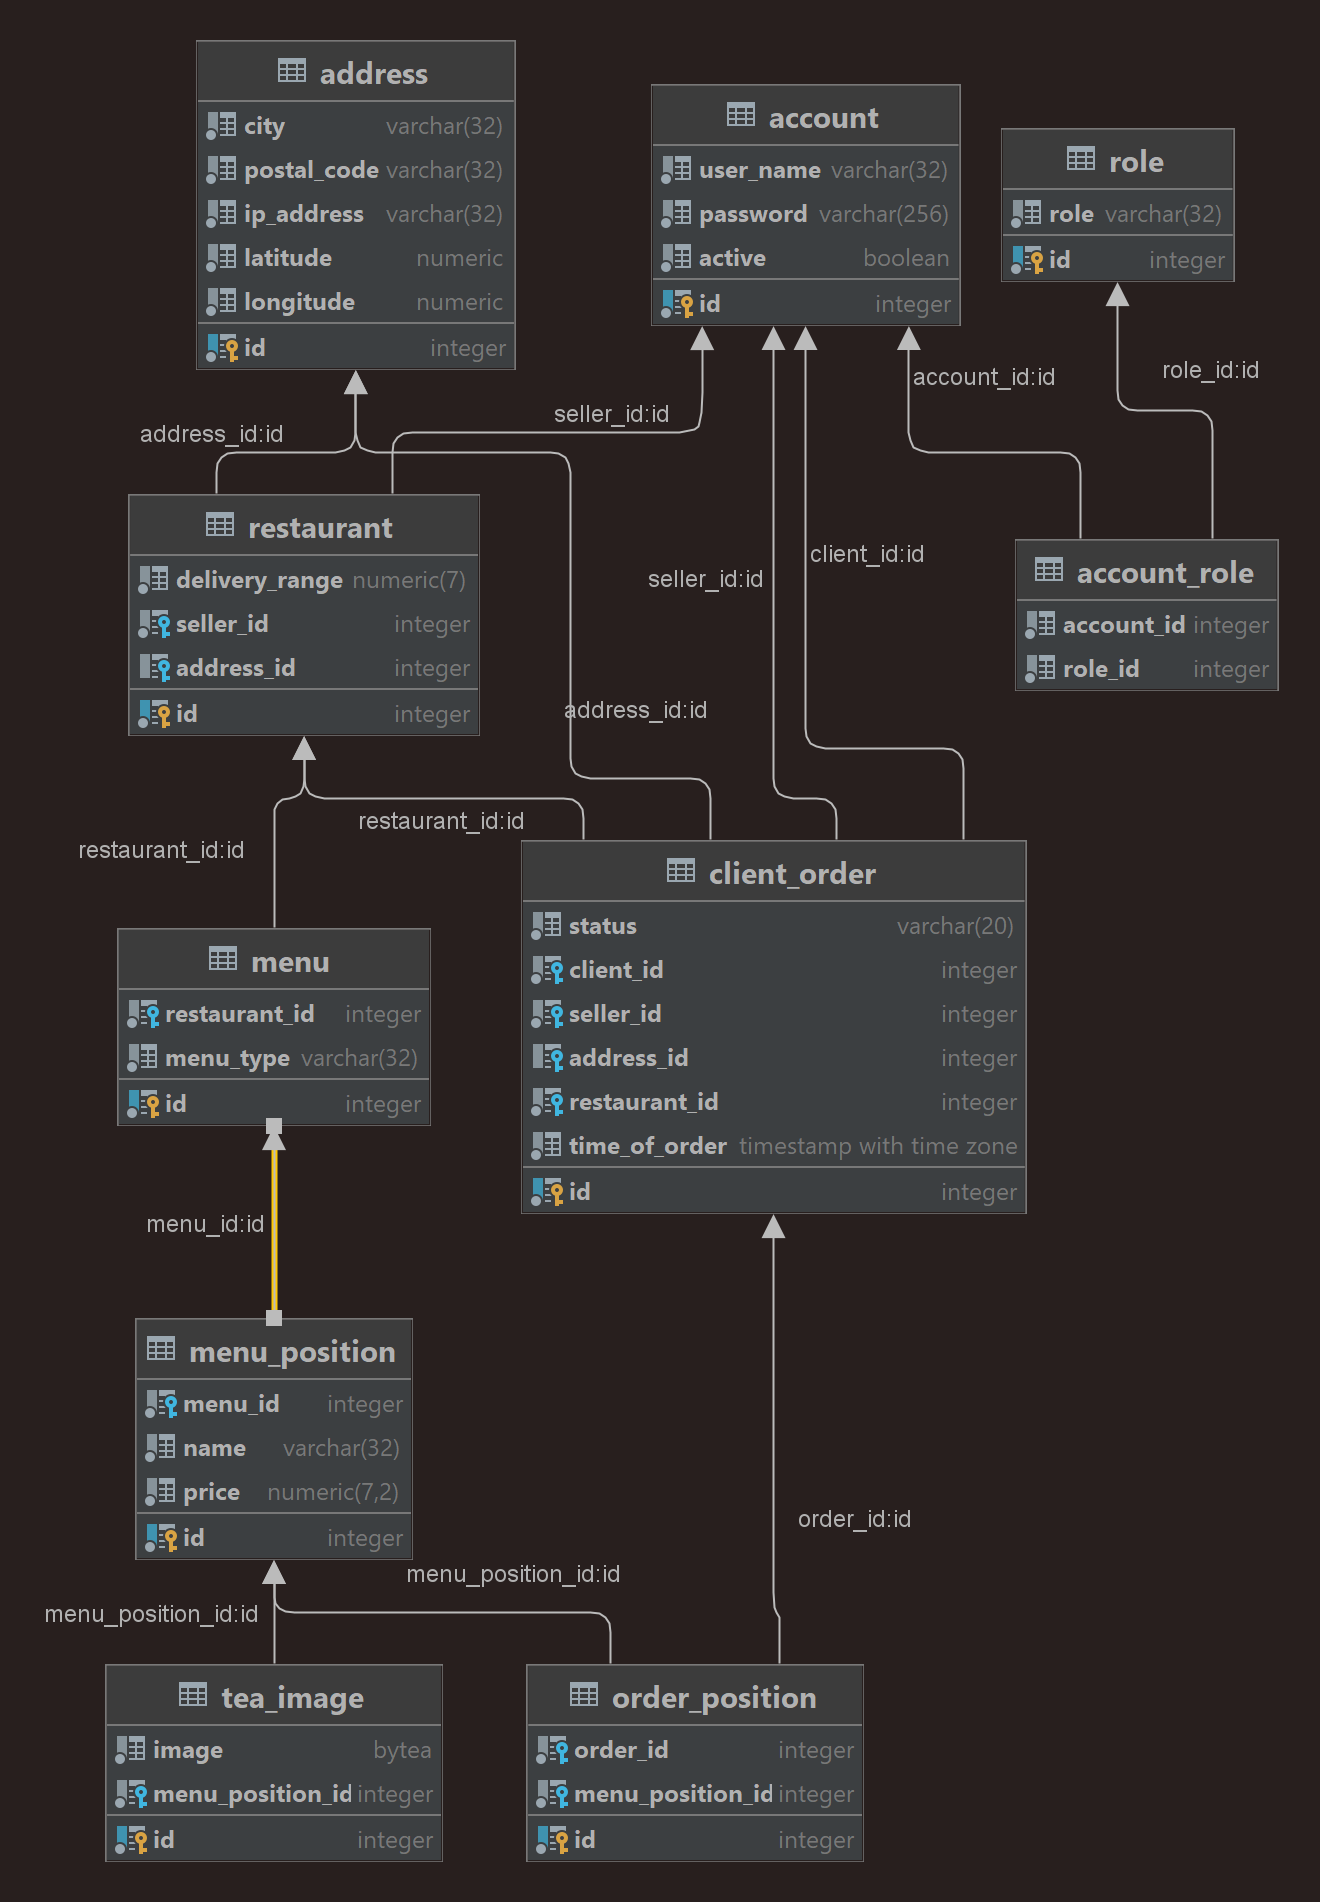 address
city varchar(32)
postal_code varchar(32)
ip_address varchar(32)
latitude numeric
longitude numeric
id integer
account
user_name varchar(32)
password varchar(256)
active boolean
id integer
role
role varchar(32)
id integer
address_id:id
seller_id:id
account_id:id
role_id:id
restaurant
delivery_range numeric(7)
seller_id integer
address_id integer
id integer
seller_id:id
client_id:id
account_role
account_id integer
role_id integer
address_id:id
restaurant_id:id
restaurant_id:id
client_order
status varchar(20)
client_id integer
seller_id integer
address_id integer
restaurant_id integer
time_of_order timestamp with time zone
id integer
menu
restaurant_id integer
menu_type varchar(32)
id integer
menu_id:id
menu_position
menu_id integer
name varchar(32)
price numeric(7,2)
id integer
order_id:id
menu_position_id:id
menu_position_id:id
tea_image
image bytea
menu_position_id integer
id integer
order_position
order_id integer
menu_position_id integer
id integer